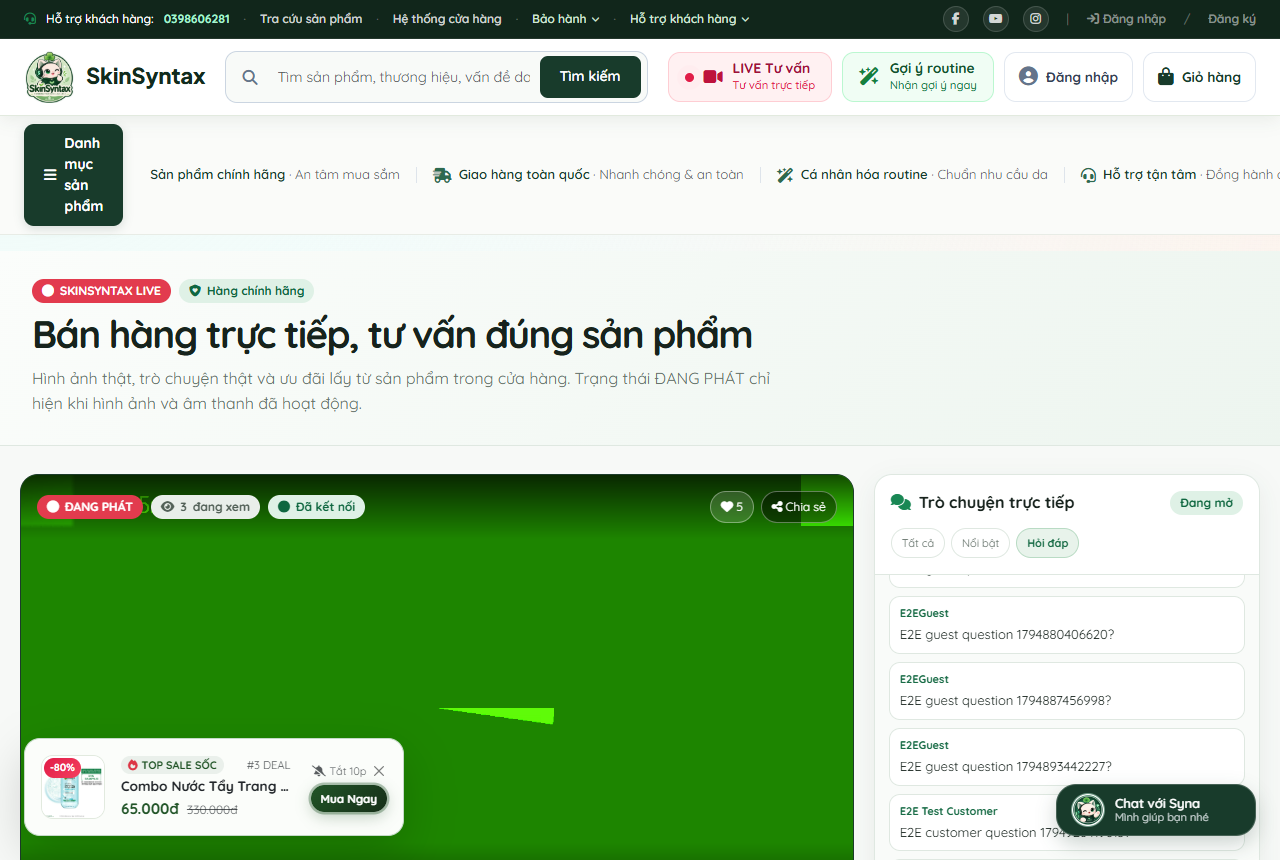 Hỗ trợ khách hàng: 0398606281 · Tra cứu sản phẩm · Hệ thống cửa hàng · Bảo hành · Hỗ trợ khách hàng | Đăng nhập / Đăng ký
SkinSyntax
SkinSyntax
Tìm sản phẩm, thương hiệu, vấn đề da
Tìm kiếm
LIVE Tư vấn
Tư vấn trực tiếp
Gợi ý routine
Nhận gợi ý ngay
Đăng nhập
Giỏ hàng
Danh
mục
sản
phẩm
Sản phẩm chính hãng · An tâm mua sắm
Giao hàng toàn quốc · Nhanh chóng & an toàn
Cá nhân hóa routine · Chuẩn nhu cầu da
Hỗ trợ tận tâm · Đồng hành
SKINSYNTAX LIVE Hàng chính hãng
Bán hàng trực tiếp, tư vấn đúng sản phẩm
Hình ảnh thật, trò chuyện thật và ưu đãi lấy từ sản phẩm trong cửa hàng. Trạng thái ĐANG PHÁT chỉ
hiện khi hình ảnh và âm thanh đã hoạt động.
ĐANG PHÁT 3 đang xem Đã kết nối 5 Chia sẻ
Trò chuyện trực tiếp Đang mở
Tất cả Nổi bật Hỏi đáp
E2EGuest
E2E guest question 1794880406620?
E2EGuest
E2E guest question 1794887456998?
E2EGuest
E2E guest question 1794893442227?
E2E Test Customer
E2E customer question
-80%
TOP SALE SỐC #3 DEAL
Combo Nước Tẩy Trang ...
65.000đ 330.000đ
Tắt 10p
Mua Ngay
Chat với Syna
Mình giúp bạn nhé